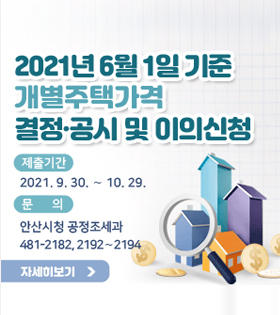 2021년 6월 1일 기준
개별주택가격
결정·공시 및 이의신청
제출기간
2021. 9. 30. ~ 10. 29.
문 의
안산시청 공정조세과
481-2182, 2192~2194
자세히보기 >